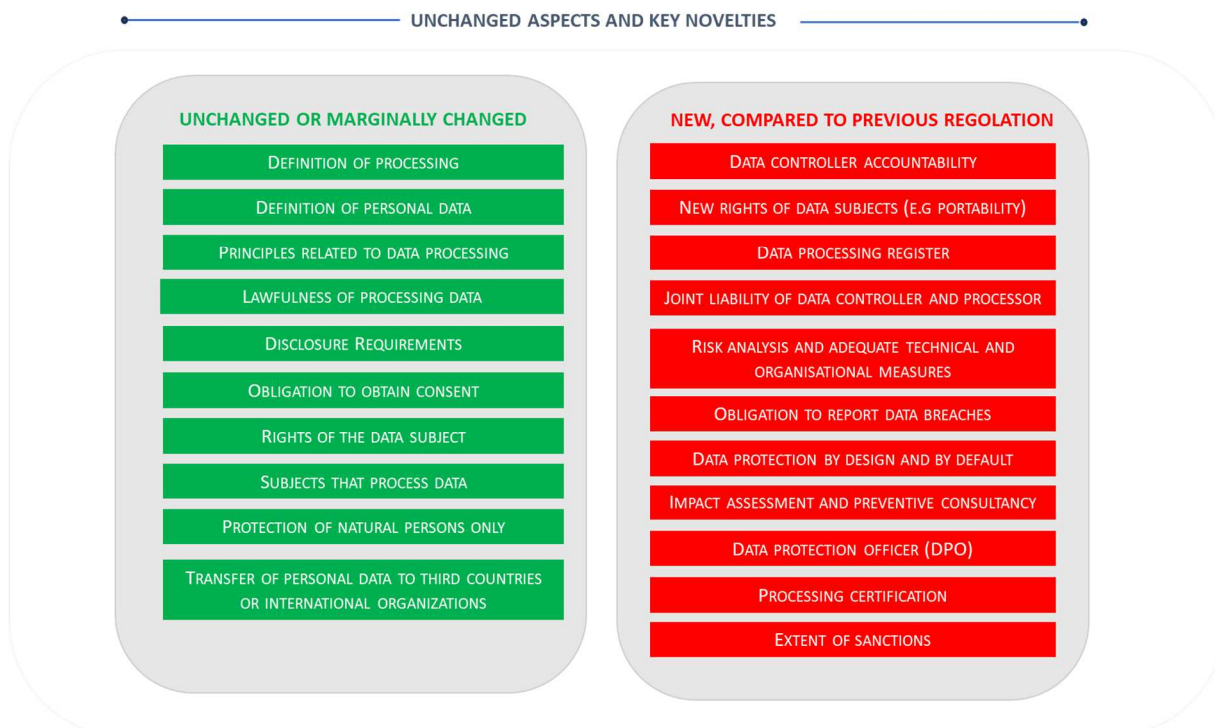 UNCHANGED ASPECTS AND KEY NOVELTIES
UNCHANGED OR MARGINALLY CHANGED
DEFINITION OF PROCESSING
DEFINITION OF PERSONAL DATA
PRINCIPLES RELATED TO DATA PROCESSING
LAWFULNESS OF PROCESSING DATA
DISCLOSURE REQUIREMENTS
OBLIGATION TO OBTAIN CONSENT
RIGHTS OF THE DATA SUBJECT
SUBJECTS THAT PROCESS DATA
PROTECTION OF NATURAL PERSONS ONLY
TRANSFER OF PERSONAL DATA TO THIRD COUNTRIES
OR INTERNATIONAL ORGANIZATIONS
NEW, COMPARED TO PREVIOUS REGOLATION
DATA CONTROLLER ACCOUNTABILITY
NEW RIGHTS OF DATA SUBJECTS (E.G PORTABILITY)
DATA PROCESSING REGISTER
JOINT LIABILITY OF DATA CONTROLLER AND PROCESSOR
RISK ANALYSIS AND ADEQUATE TECHNICAL AND
ORGANISATIONAL MEASURES
OBLIGATION TO REPORT DATA BREACHES
DATA PROTECTION BY DESIGN AND BY DEFAULT
IMPACT ASSESSMENT AND PREVENTIVE CONSULTANCY
DATA PROTECTION OFFICER (DPO)
PROCESSING CERTIFICATION
EXTENT OF SANCTIONS